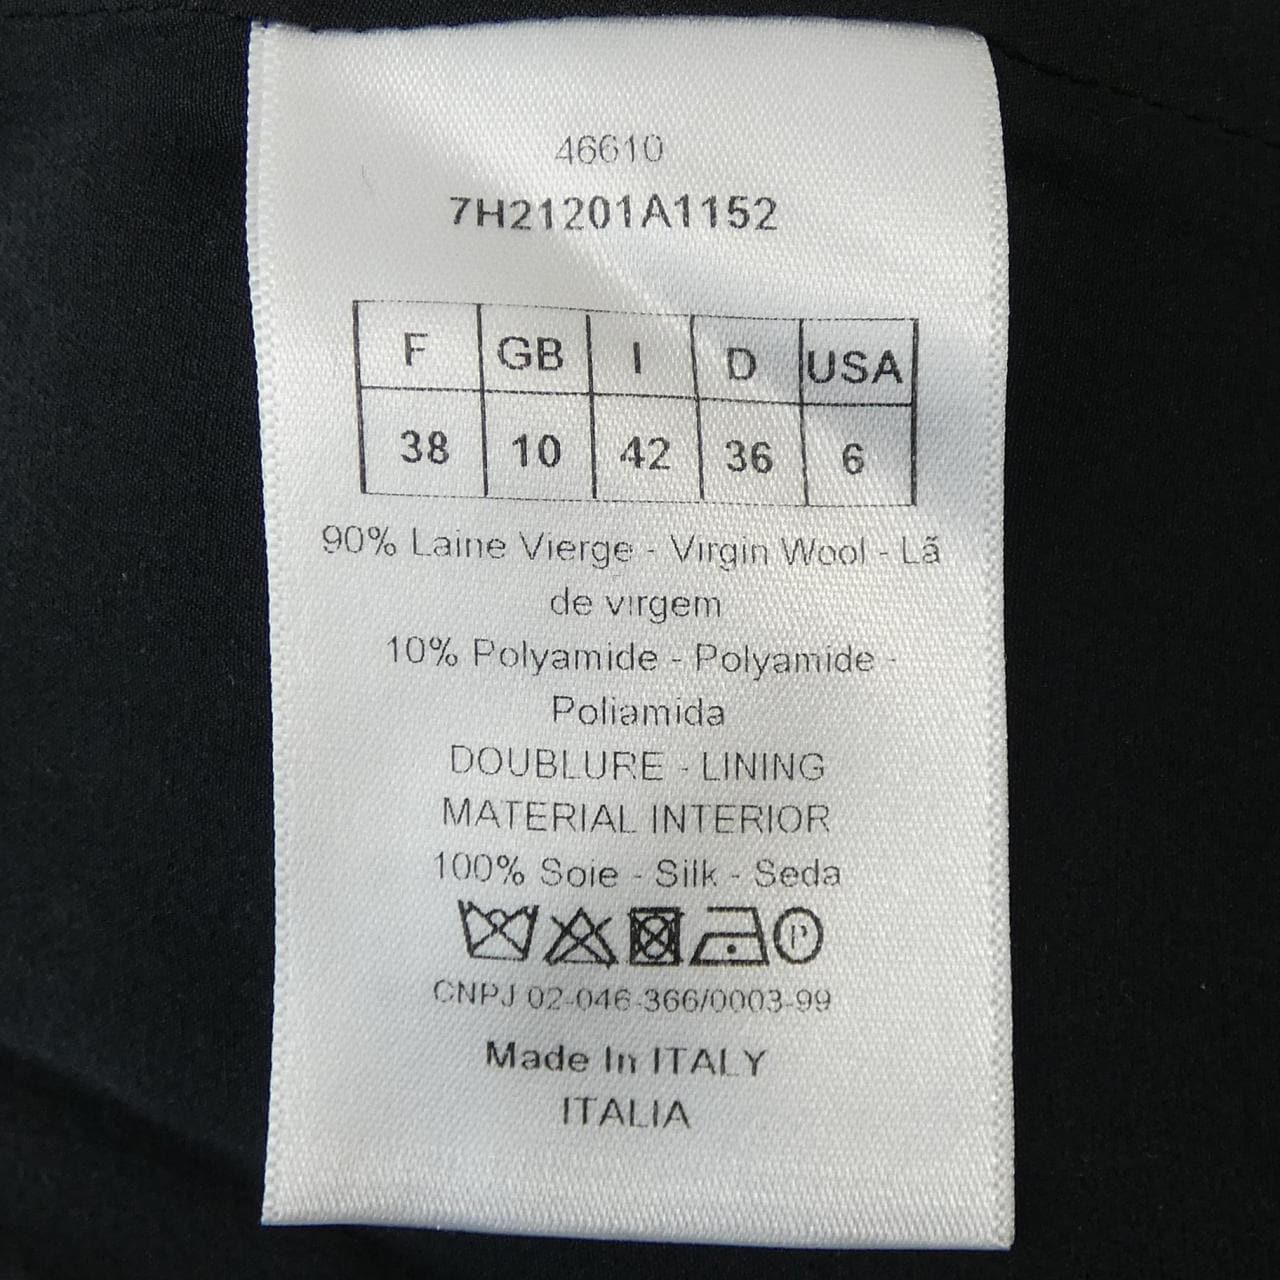 46610
7H21201A1152
F GB I D USA
38 10 42 36 6
90% Laine Vierge - Virgin Wool - Lã
de virgem
10% Polyamide - Polyamide -
Poliamida
DOUBLURE - LINING
MATERIAL INTERIOR
100% Soie - Silk - Seda
P
CNPJ 02-046-366/0003-99
Made In ITALY
ITALIA